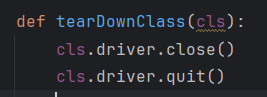 def tearDownClass(cls):
    cls.driver.close()
    cls.driver.quit()